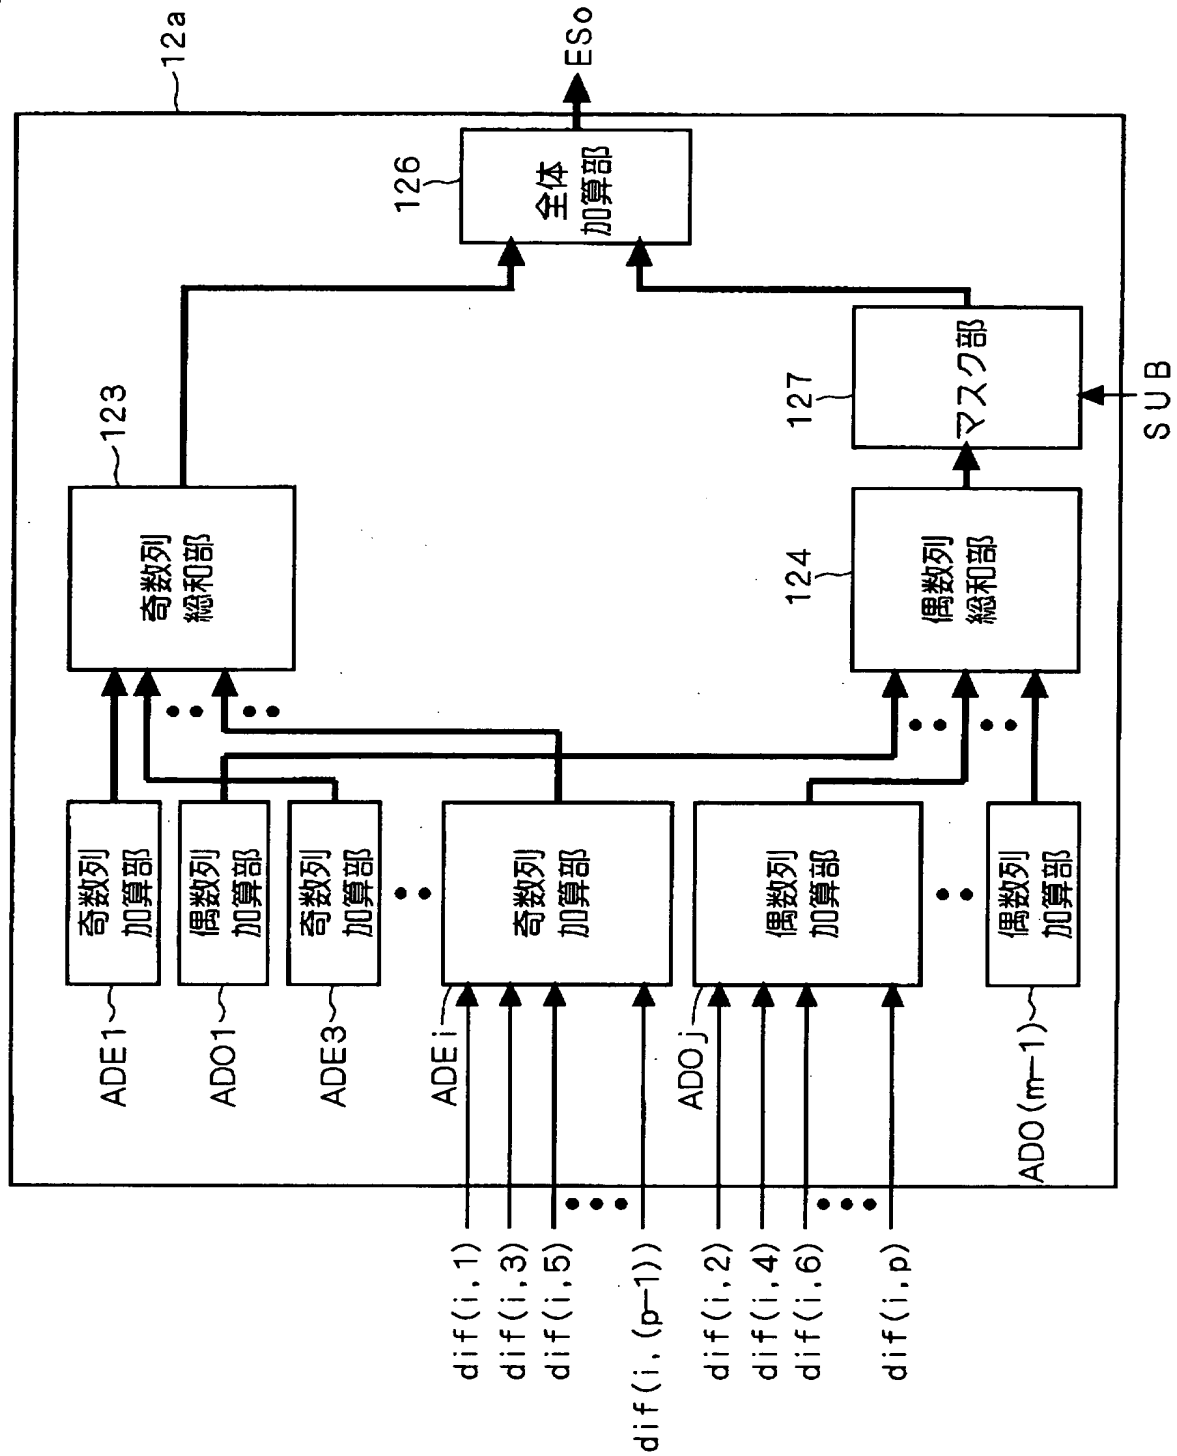 12a
ESo
126
全体
加算部
123
奇数列
総和部
127
マスク部
SUB
124
偶数列
総和部
奇数列
加算部
ADE1
偶数列
加算部
ADO1
奇数列
加算部
ADE3
奇数列
加算部
ADEi
偶数列
加算部
ADOj
偶数列
加算部
ADO(m-1)
dif(i,1)
dif(i,3)
dif(i,5)
dif(i,(p-1))
dif(i,2)
dif(i,4)
dif(i,6)
dif(i,p)